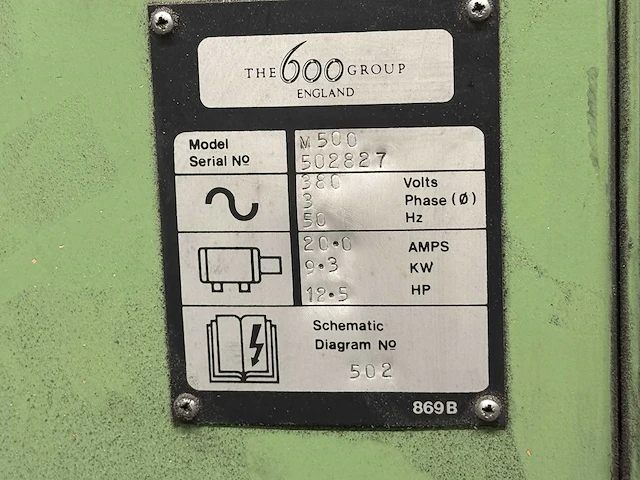 THE 600 GROUP
ENGLAND
Model M500
Serial No 502827
380 Volts
3 Phase (Ø)
50 Hz
20·0 AMPS
9·3 KW
12·5 HP
Schematic
Diagram No
502
869B